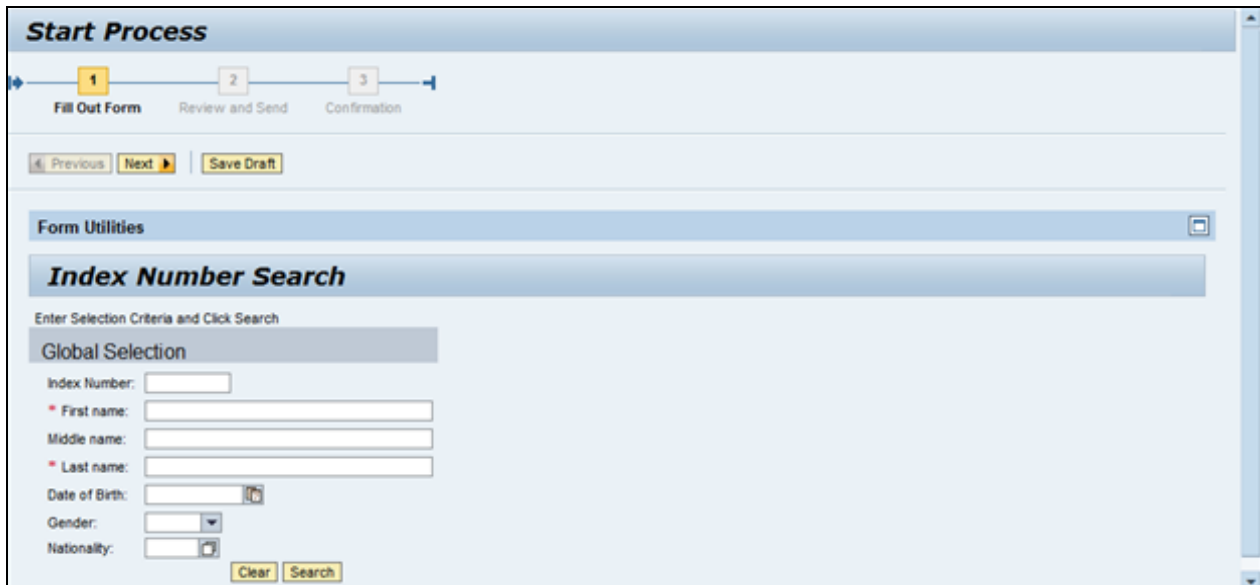 Start Process
1 2 3
Fill Out Form Review and Send Confirmation
Previous Next Save Draft
Form Utilities
Index Number Search
Enter Selection Criteria and Click Search
Global Selection
Index Number:
* First name:
Middle name:
* Last name:
Date of Birth:
Gender:
Nationality:
Clear Search